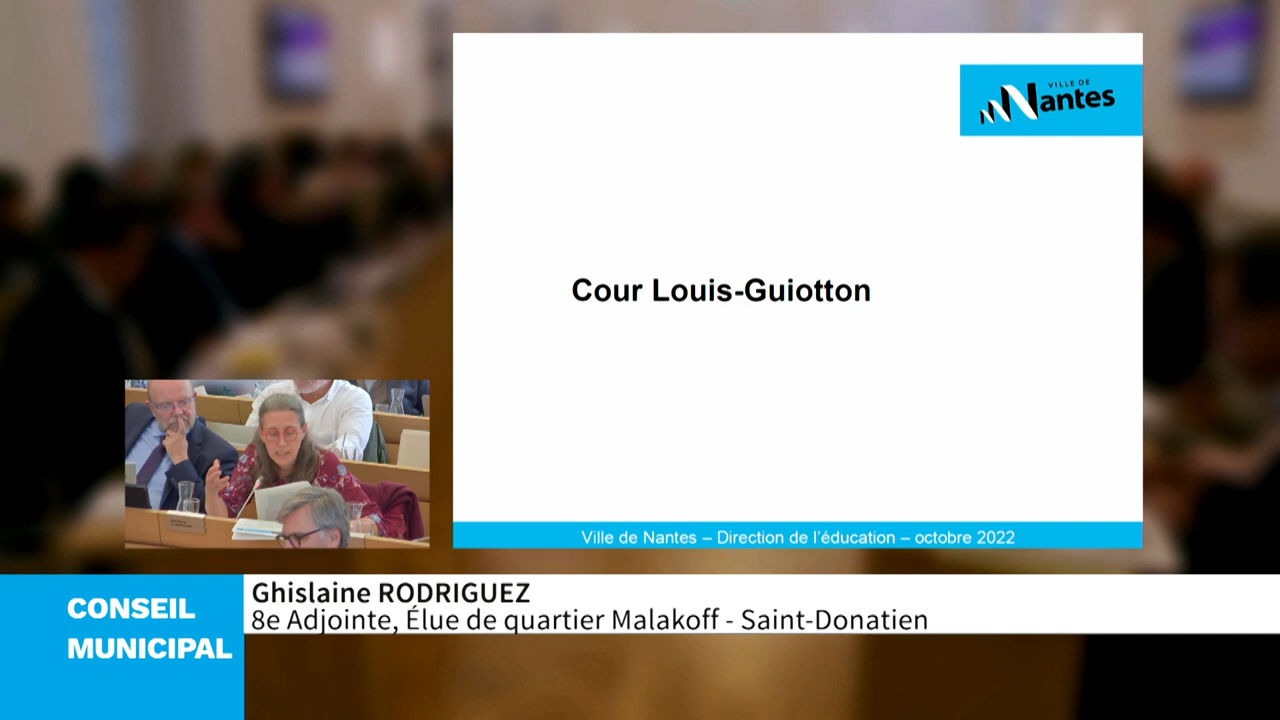 VILLE DE
Nantes
Cour Louis-Guiotton
Ville de Nantes – Direction de l'éducation – octobre 2022
Ghislaine RODRIGUEZ
8e Adjointe, Élue de quartier Malakoff - Saint-Donatien
CONSEIL
MUNICIPAL